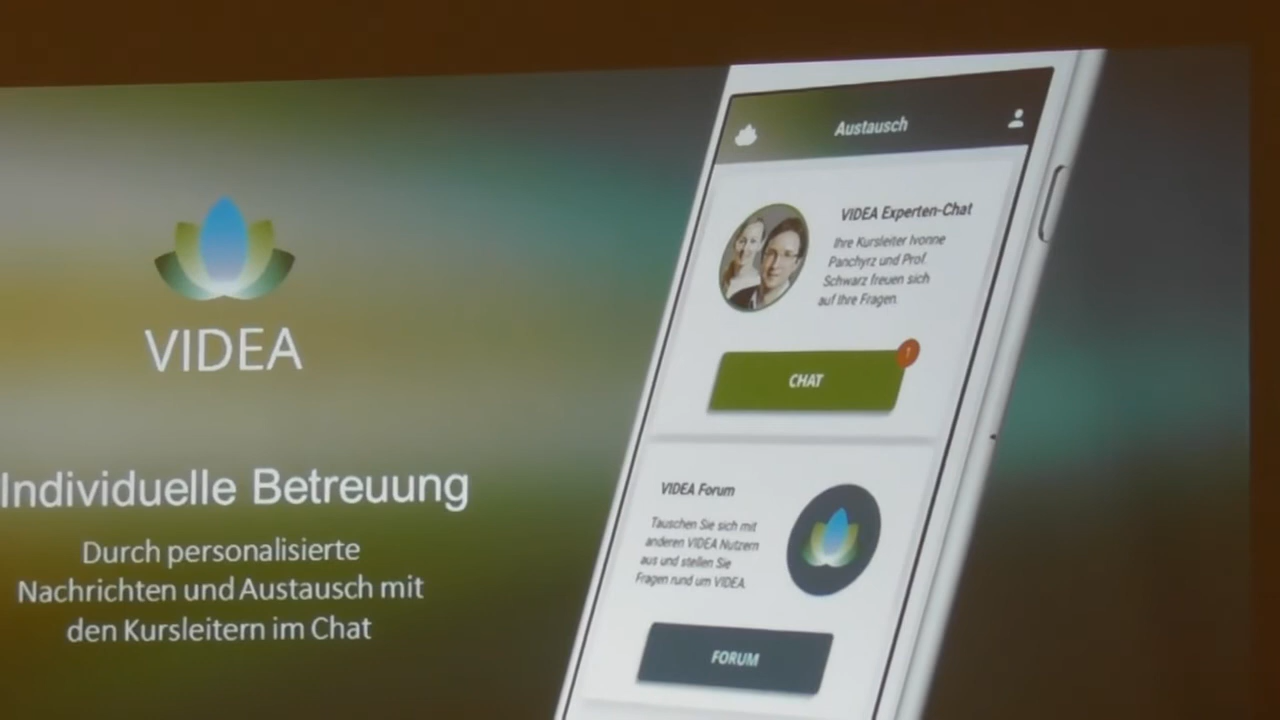 VIDEA
Individuelle Betreuung
Durch personalisierte
Nachrichten und Austausch mit
den Kursleitern im Chat
Austausch
VIDEA Experten-Chat
Ihre Kursleiter Ivonne
Panchyrz und Prof.
Schwarz freuen sich
auf Ihre Fragen.
1
CHAT
VIDEA Forum
Tauschen Sie sich mit
anderen VIDEA Nutzern
aus und stellen Sie
Fragen rund um VIDEA.
FORUM